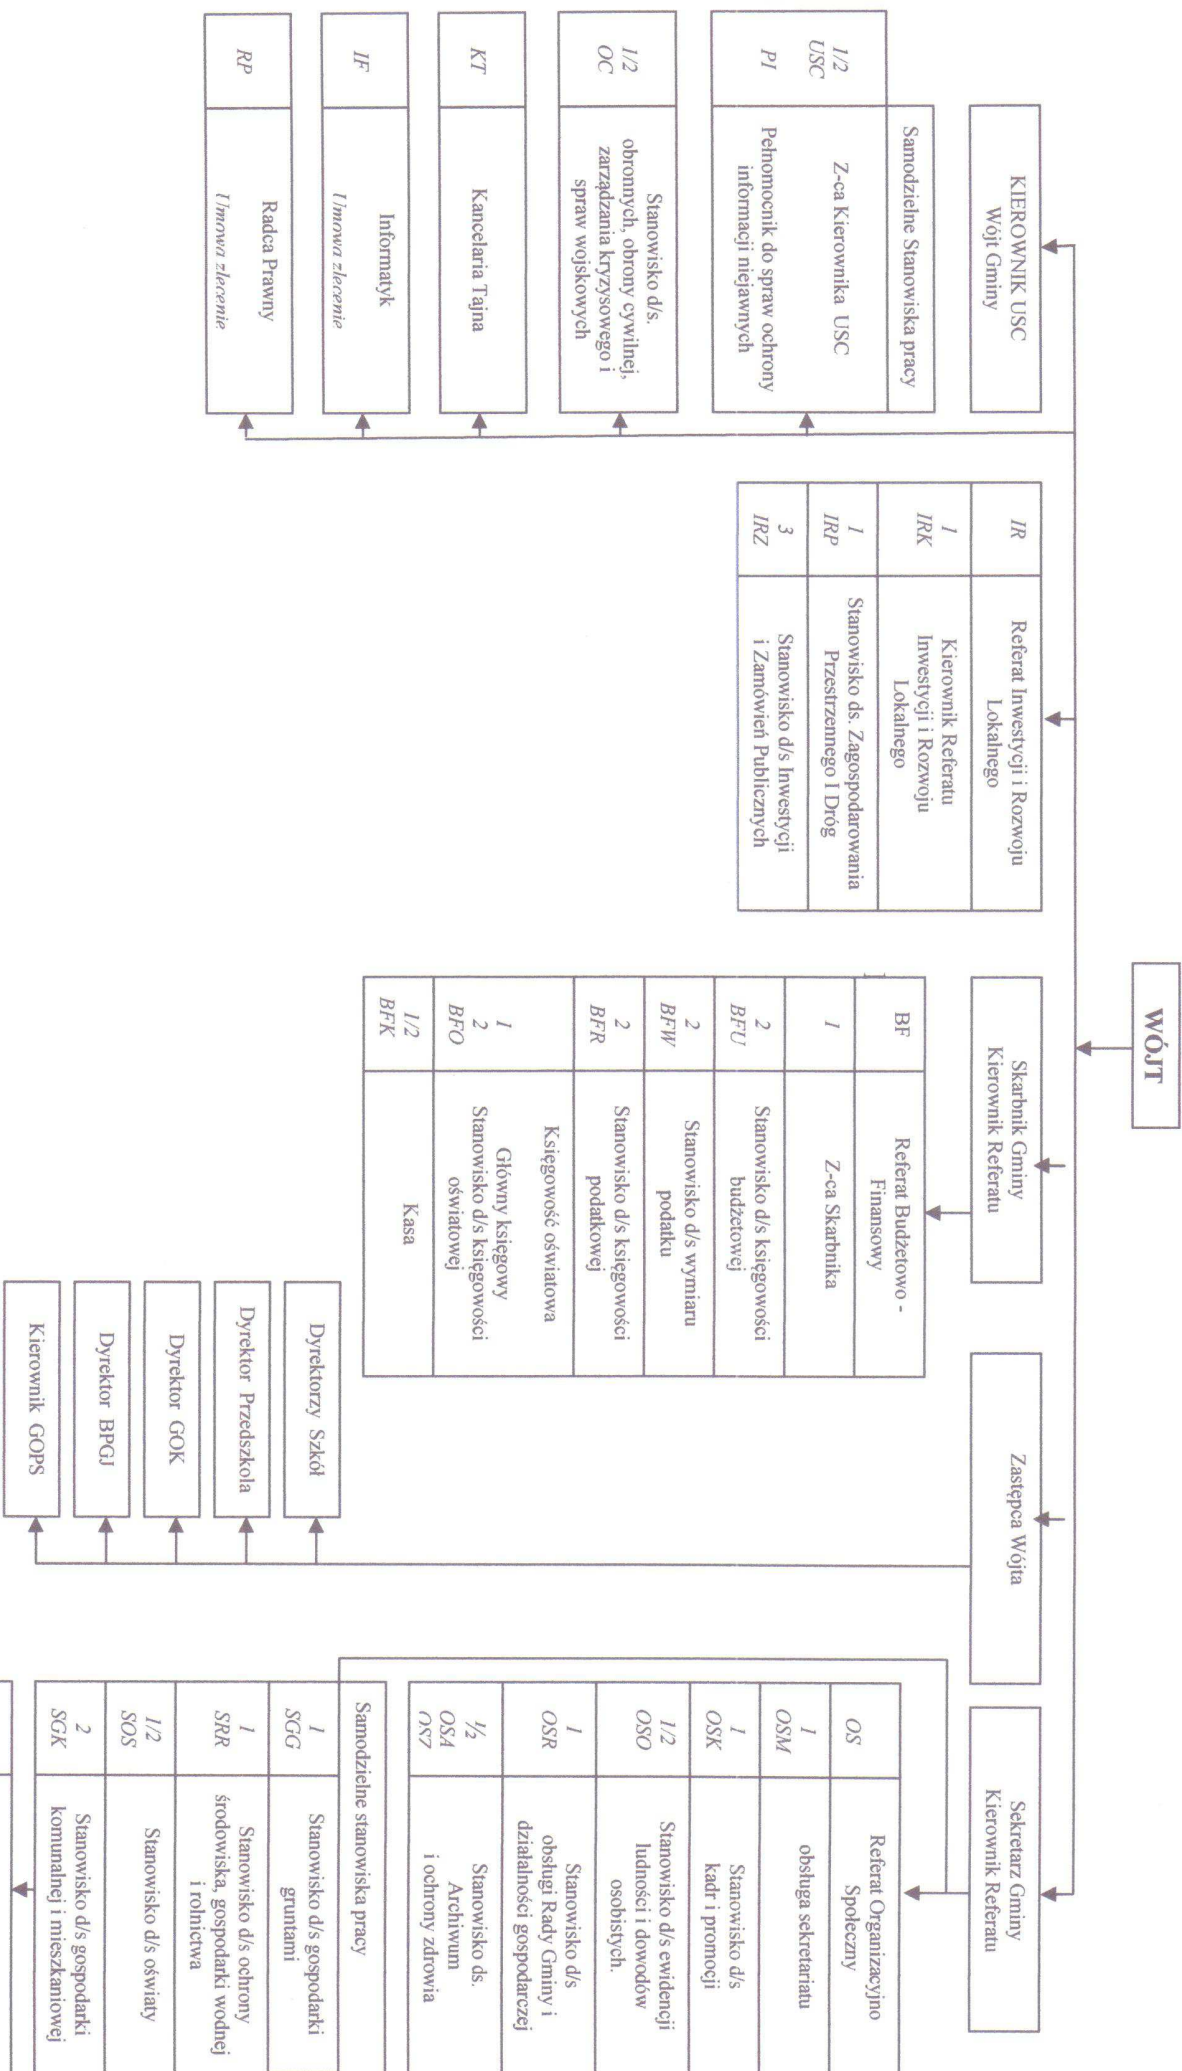 WÓJT
KIEROWNIK USC
Wójt Gminy
Samodzielne Stanowiska pracy
1/2
USC
PI
Z-ca Kierownika USC
Pełnomocnik do spraw ochrony
informacji niejawnych
1/2
OC
Stanowisko d/s.
obronnych, obrony cywilnej,
zarządzania kryzysowego i
spraw wojskowych
KT
Kancelaria Tajna
IF
Informatyk
Umowa zlecenie
RP
Radca Prawny
Umowa zlecenie
IR
Referat Inwestycji i Rozwoju
Lokalnego
1
IRK
Kierownik Referatu
Inwestycji i Rozwoju
Lokalnego
1
IRP
Stanowisko ds. Zagospodarowania
Przestrzennego I Dróg
3
IRZ
Stanowisko d/s Inwestycji
i Zamówień Publicznych
Skarbnik Gminy
Kierownik Referatu
BF
Referat Budżetowo -
Finansowy
1
Z-ca Skarbnika
2
BFU
Stanowisko d/s księgowości
budżetowej
2
BFW
Stanowisko d/s wymiaru
podatku
2
BFR
Stanowisko d/s księgowości
podatkowej
1
2
BFO
Księgowość oświatowa
Główny księgowy
Stanowisko d/s księgowości
oświatowej
1/2
BFK
Kasa
Zastępca Wójta
Dyrektorzy Szkół
Dyrektor Przedszkola
Dyrektor GOK
Dyrektor BPGJ
Kierownik GOPS
Sekretarz Gminy
Kierownik Referatu
OS
Referat Organizacyjno
Społeczny
1
OSM
obsługa sekretariatu
1
OSK
Stanowisko d/s
kadr i promocji
1/2
OSO
Stanowisko d/s ewidencji
ludności i dowodów
osobistych.
1
OSR
Stanowisko d/s
obsługi Rady Gminy i
działalności gospodarczej
½
OSA
OSZ
Stanowisko ds.
Archiwum
i ochrony zdrowia
Samodzielne stanowiska pracy
1
SGG
Stanowisko d/s gospodarki
gruntami
1
SRR
Stanowisko d/s ochrony
środowiska, gospodarki wodnej
i rolnictwa
1/2
SOS
Stanowisko d/s oświaty
2
SGK
Stanowisko d/s gospodarki
komunalnej i mieszkaniowej